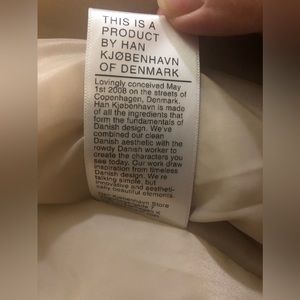 THIS IS A
PRODUCT
BY HAN
KJØBENHAVN
OF DENMARK
Lovingly conceived May
1st 2008 on the streets of
Copenhagen, Denmark.
Han Kjøbenhavn is made
of all the ingredients that
form the fundamentals of
Danish design. We've
combined our clean
Danish aesthetic with the
rowdy Danish worker to
create the characters you
see today. Our work draw
inspiration from timeless
Danish design. We're
talking simple, but
innovative and aestheti-
cally beautiful elements.
Han Kjøbenhavn Store